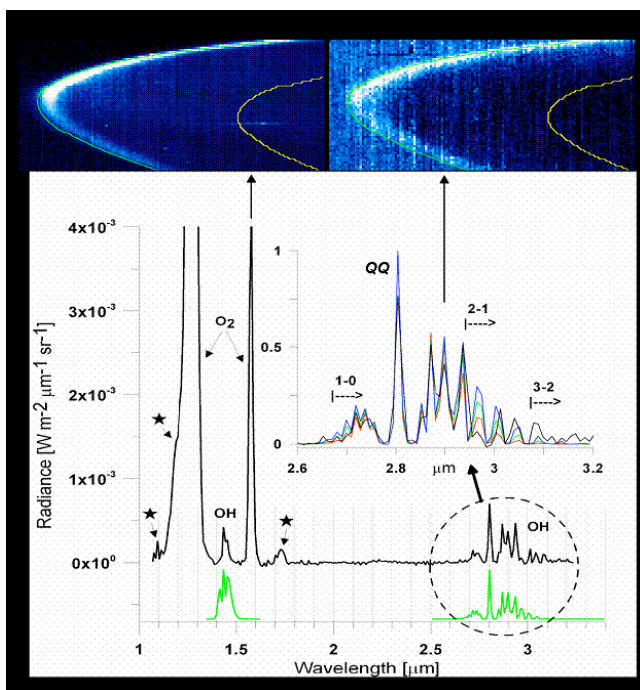 4x10⁻³
1
QQ
2-1
|---->
3x10⁻³
O₂
0.5
1-0
|---->
3-2
|---->
2x10⁻³
★
0
2.6
2.8
3
3.2
μm
1x10⁻³
★
OH
★
OH
0x10⁰
Radiance [W m-2 μm-1 sr-1]
1
1.5
2
2.5
3
Wavelength [μm]